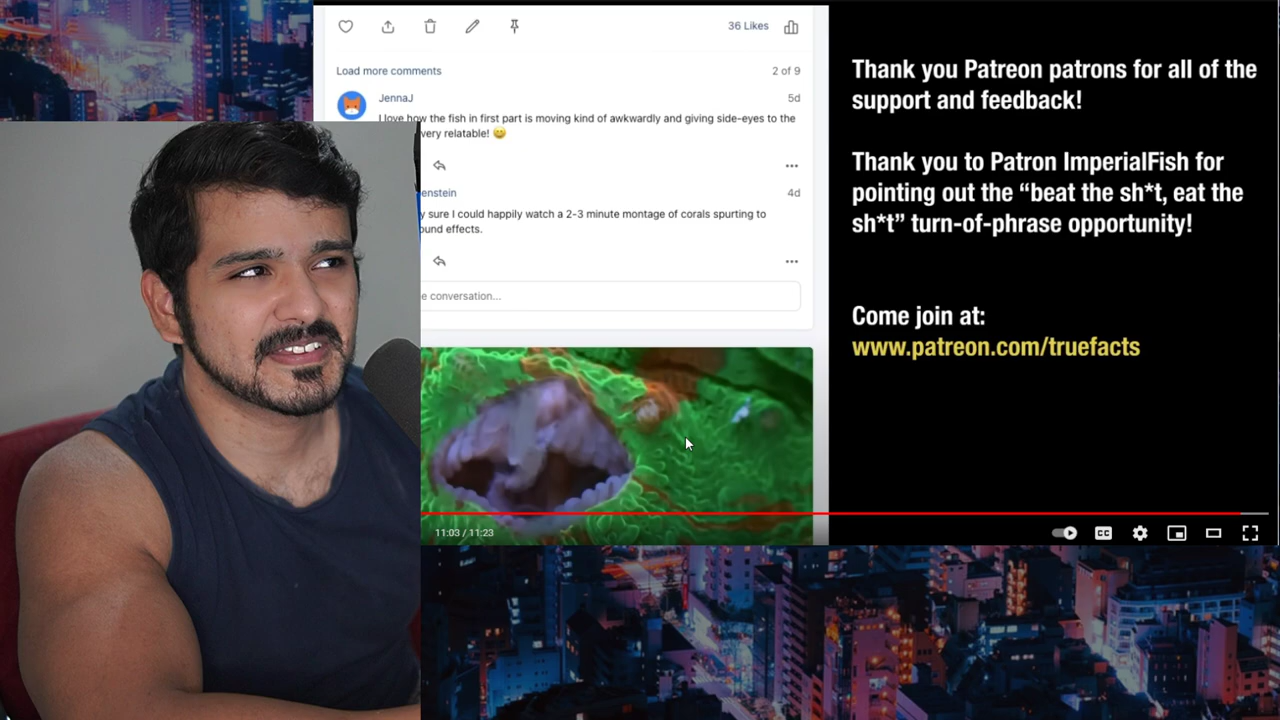 36 Likes
Load more comments
2 of 9
JennaJ
5d
I love how the fish in first part is moving kind of awkwardly and giving side-eyes to the
very relatable!
enstein
4d
y sure I could happily watch a 2-3 minute montage of corals spurting to
ound effects.
e conversation...
11:03 / 11:23
CC
Thank you Patreon patrons for all of the
support and feedback!
Thank you to Patron ImperialFish for
pointing out the “beat the sh*t, eat the
sh*t” turn-of-phrase opportunity!
Come join at:
www.patreon.com/truefacts